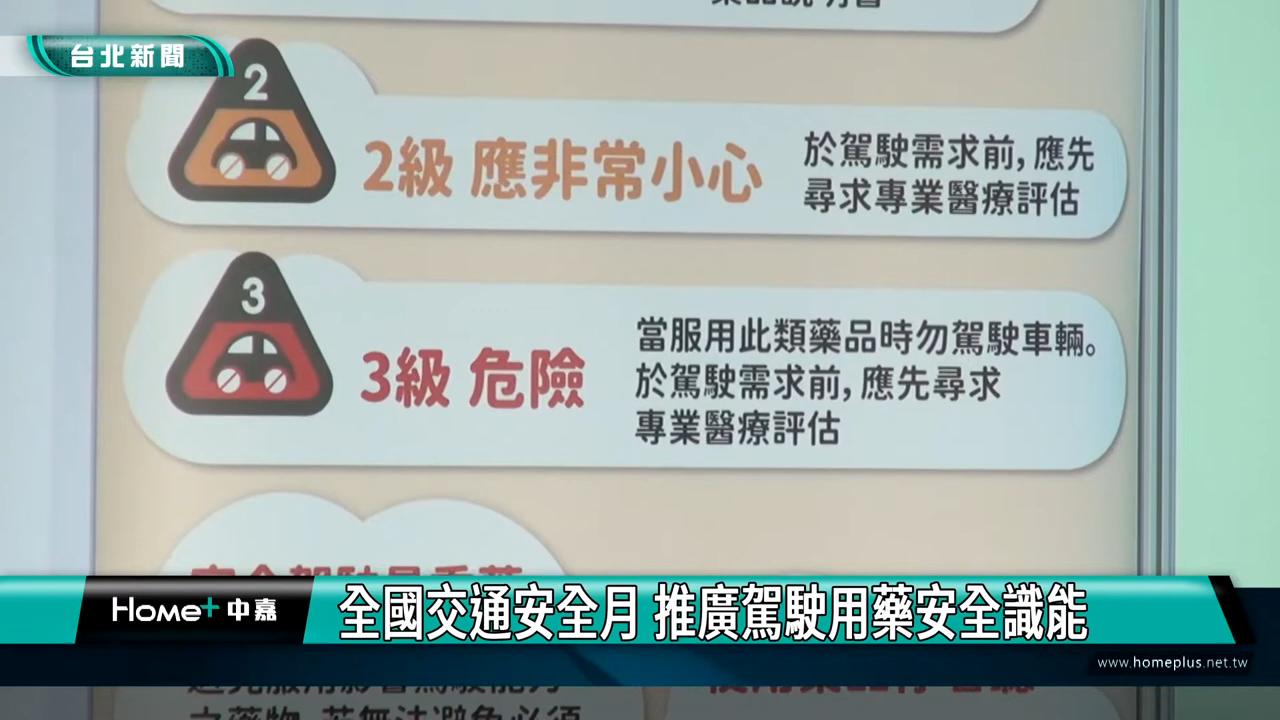 台北新聞
2
2級 應非常小心
於駕駛需求前,應先
尋求專業醫療評估
3
3級 危險
當服用此類藥品時勿駕駛車輛。
於駕駛需求前,應先尋求
專業醫療評估
Home+中嘉
全國交通安全月 推廣駕駛用藥安全識能
www.homeplus.net.tw